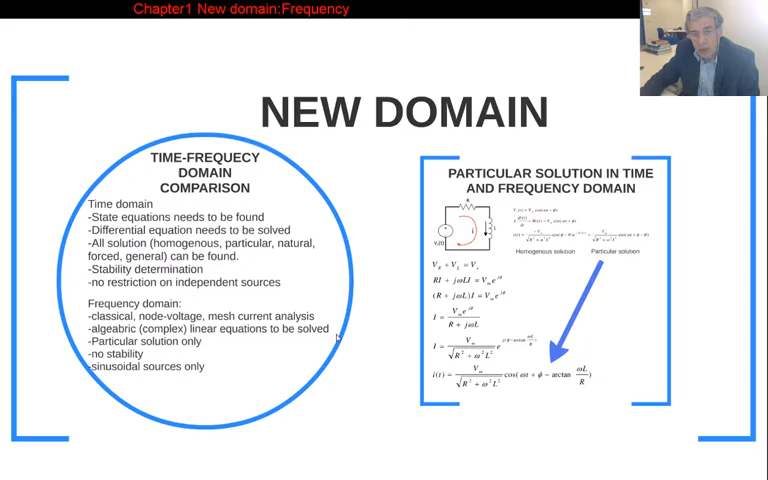 Chapter1 New domain:Frequency
NEW DOMAIN
TIME-FREQUECY
DOMAIN
COMPARISON
Time domain
-State equations needs to be found
-Differential equation needs to be solved
-All solution (homogenous, particular, natural,
forced, general) can be found.
-Stability determination
-no restriction on independent sources
Frequency domain:
-classical, node-voltage, mesh current analysis
-algeabric (complex) linear equations to be solved
-Particular solution only
-no stability
-sinusoidal sources only
PARTICULAR SOLUTION IN TIME
AND FREQUENCY DOMAIN
R
i
L
Homogenous solution Particular solution
V_R + V_L = V_s
RI + jωLI = V_m e^{jϕ}
(R + jωL)I = V_m e^{jϕ}
I = V_m e^{jϕ} / (R + jωL)
I = V_m / √(R² + ω²L²) e^{j(ϕ − arctan ωL/R)}
i(t) = V_m / √(R² + ω²L²) cos(ωt + ϕ − arctan ωL/R)